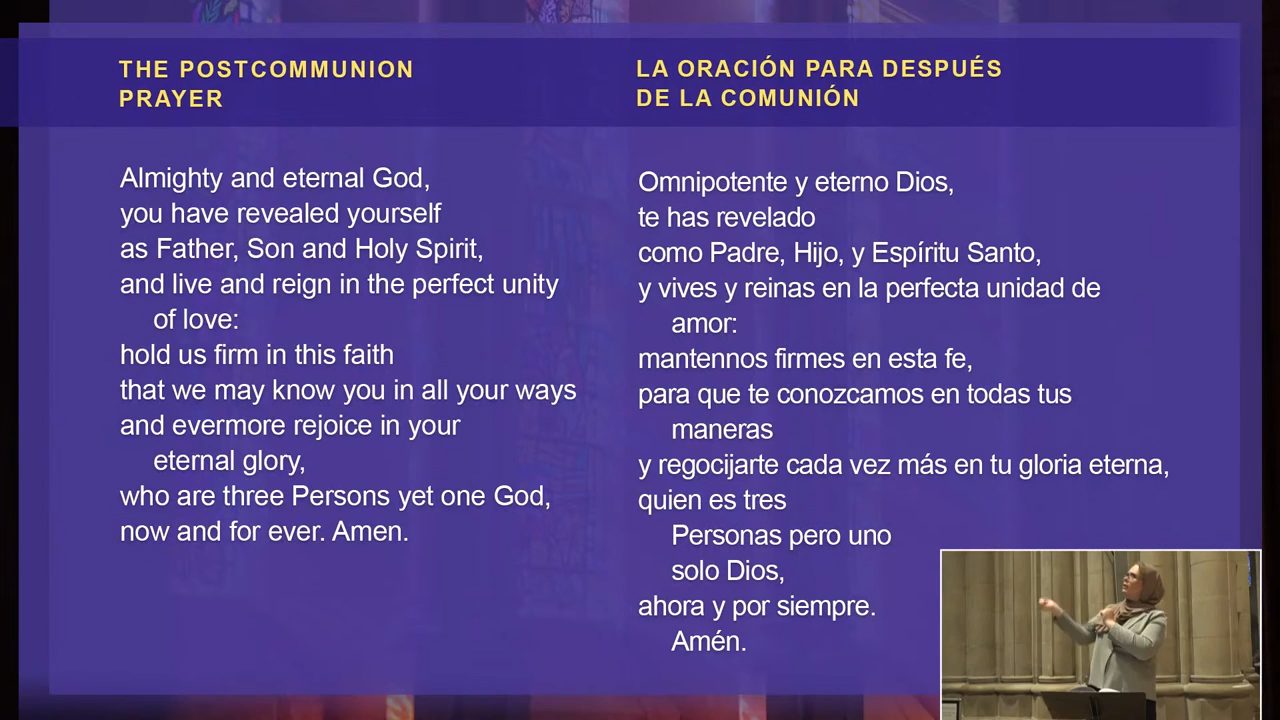 THE POSTCOMMUNION
PRAYER
Almighty and eternal God,
you have revealed yourself
as Father, Son and Holy Spirit,
and live and reign in the perfect unity
of love:
hold us firm in this faith
that we may know you in all your ways
and evermore rejoice in your
eternal glory,
who are three Persons yet one God,
now and for ever. Amen.
LA ORACIÓN PARA DESPUÉS
DE LA COMUNIÓN
Omnipotente y eterno Dios,
te has revelado
como Padre, Hijo, y Espíritu Santo,
y vives y reinas en la perfecta unidad de
amor:
mantennos firmes en esta fe,
para que te conozcamos en todas tus
maneras
y regocijarte cada vez más en tu gloria eterna,
quien es tres
Personas pero uno
solo Dios,
ahora y por siempre.
Amén.